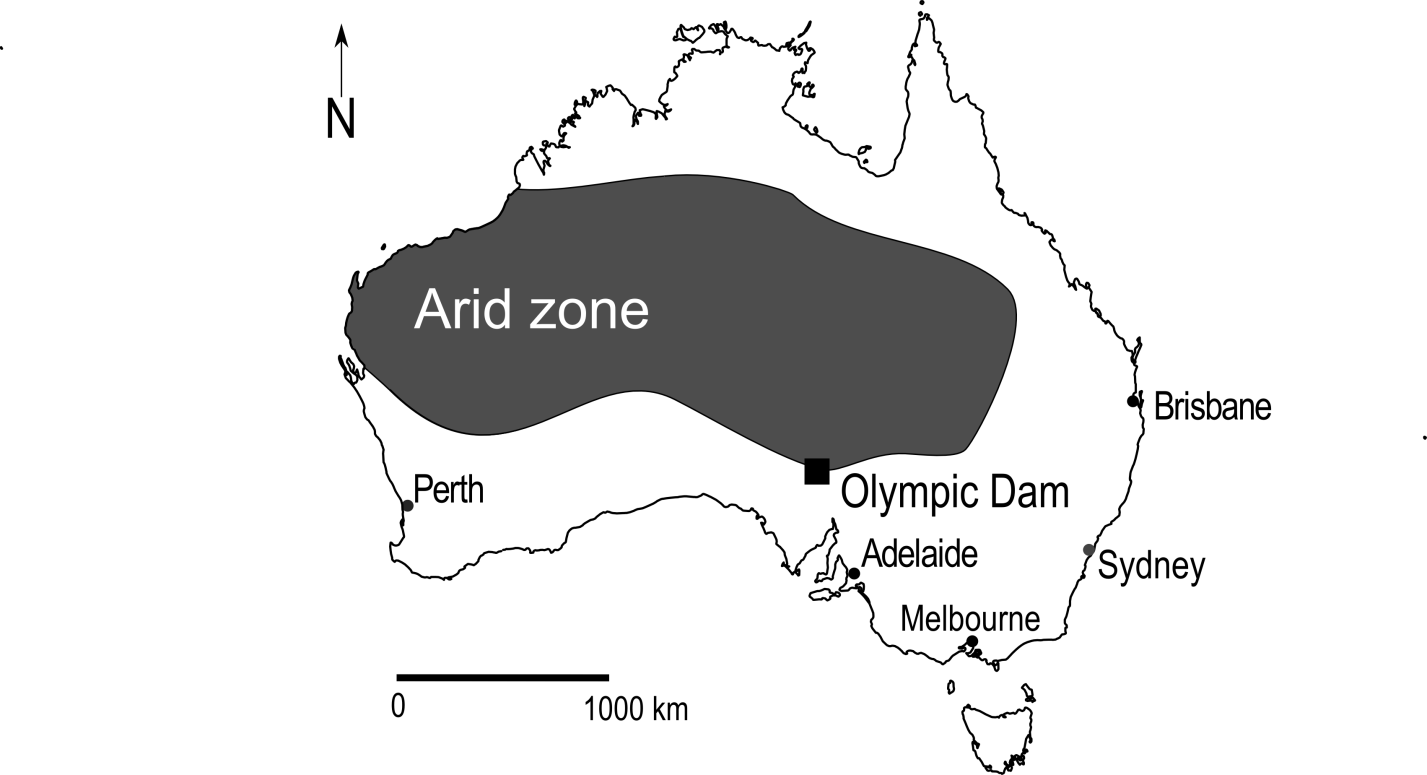 N
Arid zone
Brisbane
Perth
Olympic Dam
Adelaide
Sydney
Melbourne
0
1000 km